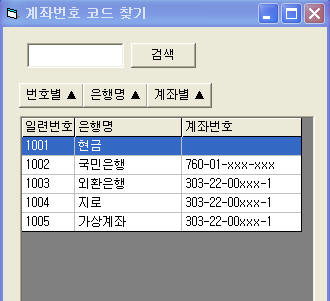 계좌번호 코드 찾기
검색
번호별 ▲ 은행명 ▲ 계좌별 ▲
일련번호 은행명 계좌번호
1001 현금
1002 국민은행 760-01-xxx-xxx
1003 외환은행 303-22-00xxx-1
1004 지로 303-22-00xxx-1
1005 가상계좌 303-22-00xxx-1